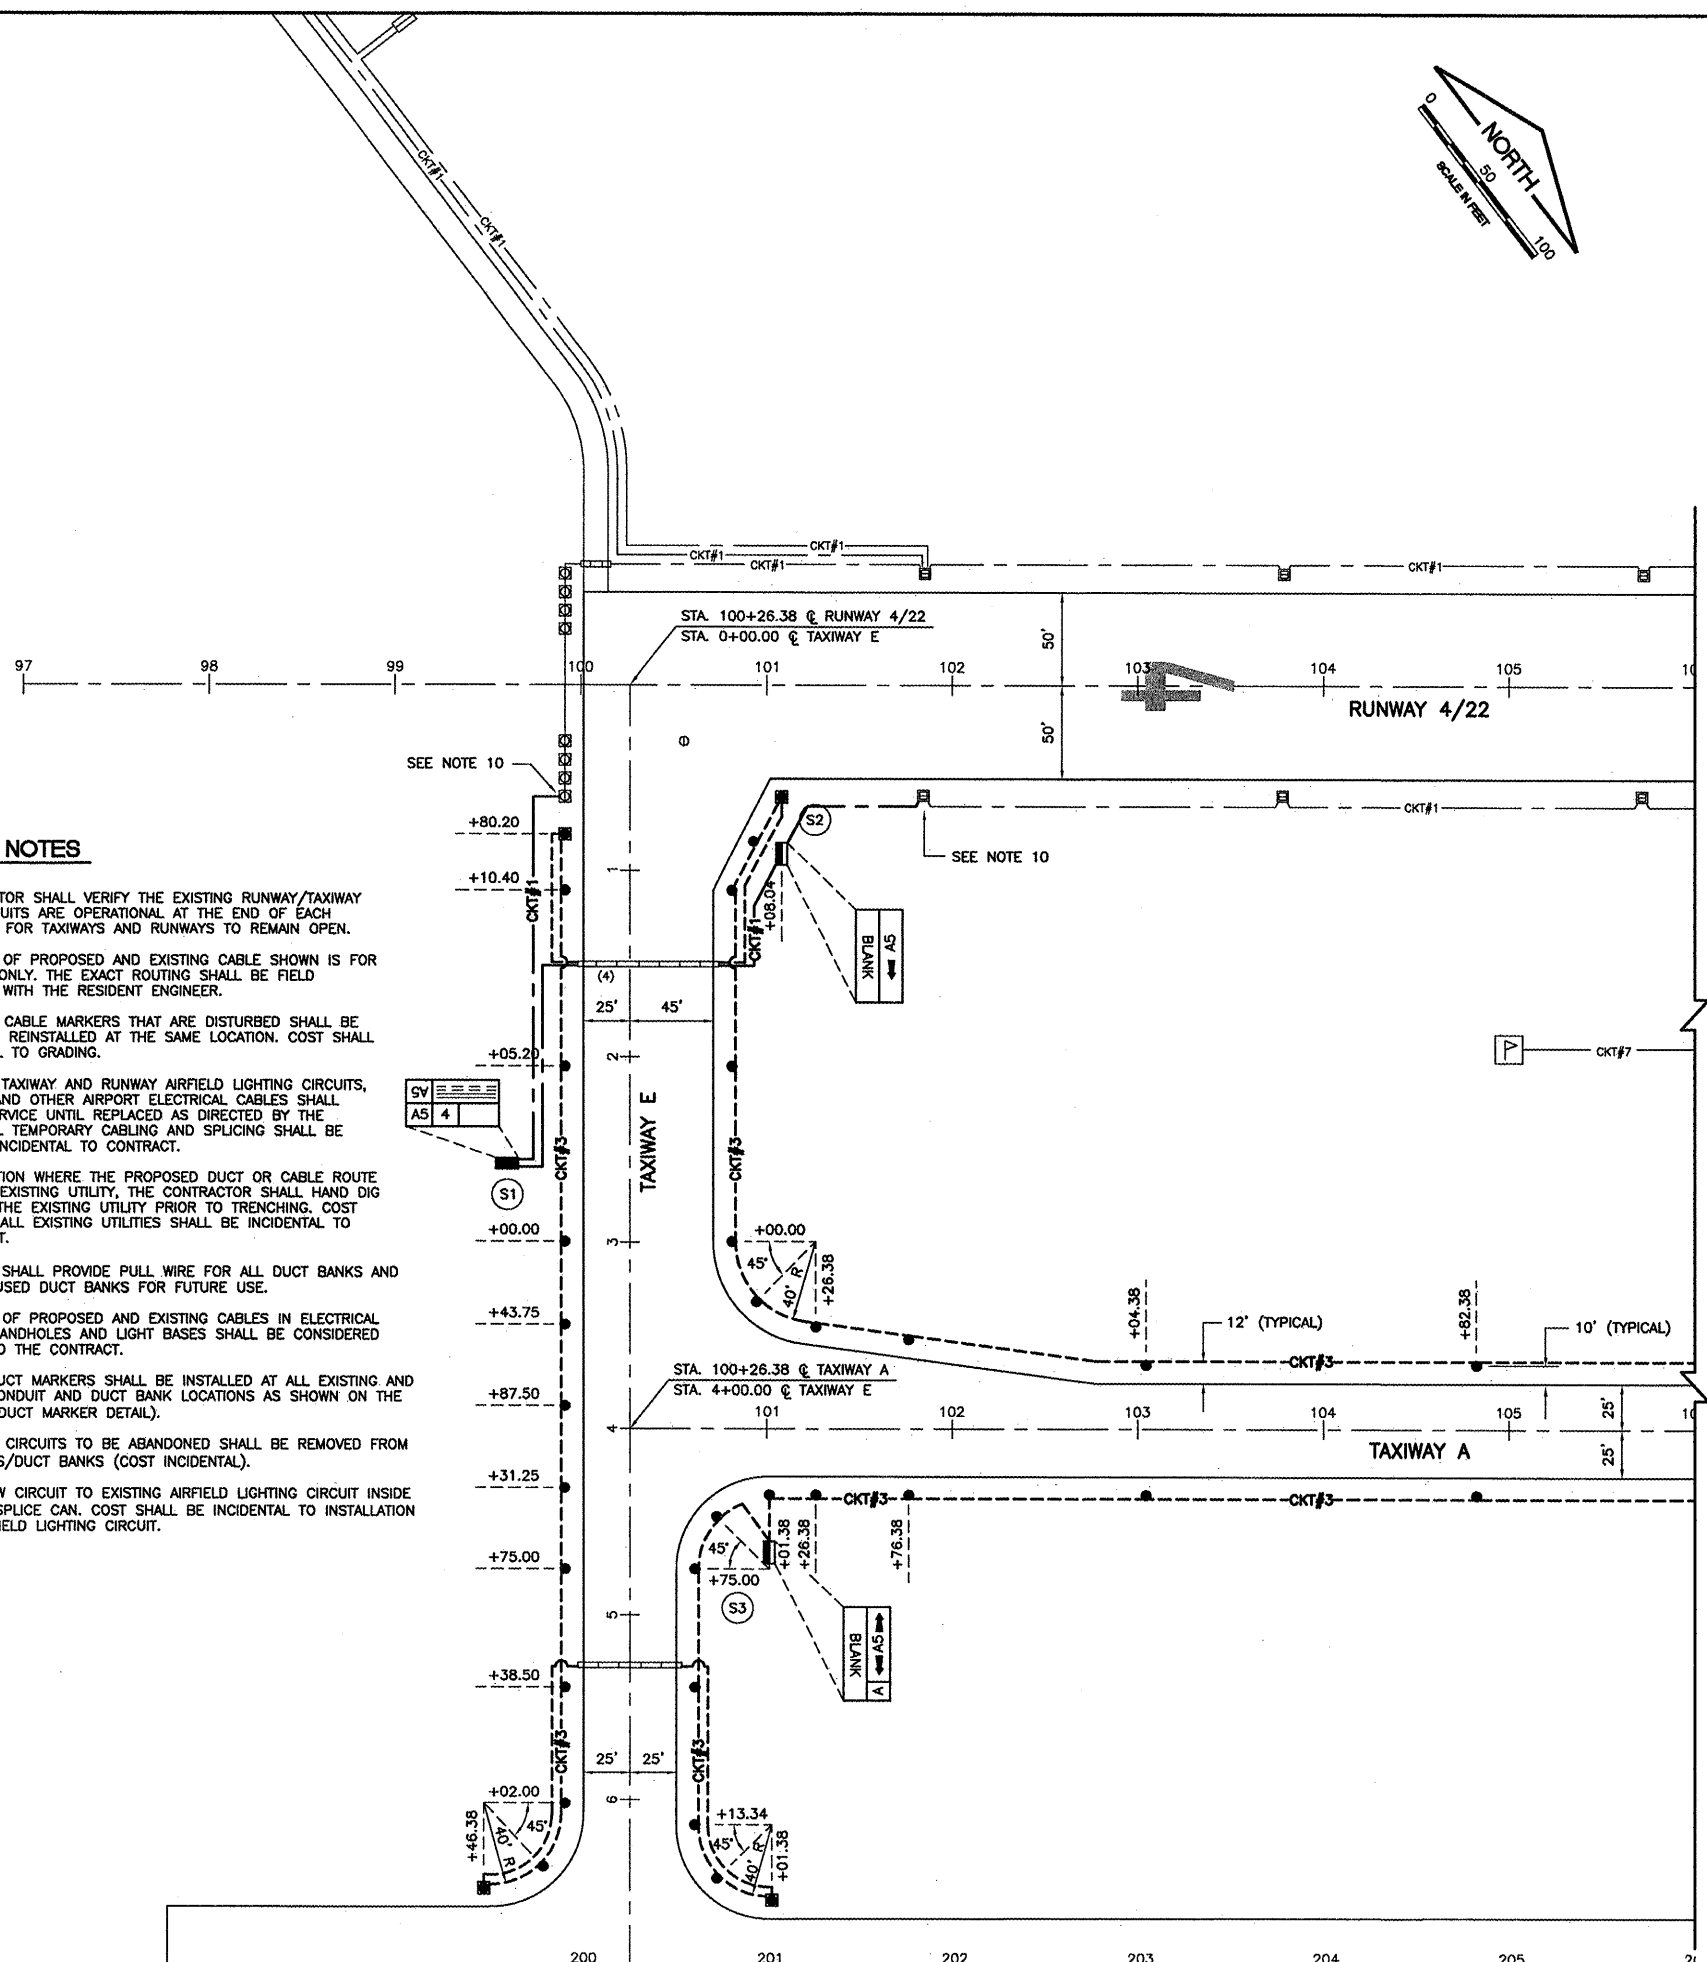 0
NORTH
50
SCALE IN FEET
100
CKT#1
CKT#1
CKT#1
CKT#1
CKT#1
CKT#1
STA. 100+26.38 ℄ RUNWAY 4/22
STA. 0+00.00 ℄ TAXIWAY E
50'
97
98
99
100
101
102
103
104
105
4
RUNWAY 4/22
50'
SEE NOTE 10
CKT#1
S2
+80.20
SEE NOTE 10
NOTES
+10.40
1
CKT#1
+08.04
CKT#1
BLANK
A5
TOR SHALL VERIFY THE EXISTING RUNWAY/TAXIWAY
UITS ARE OPERATIONAL AT THE END OF EACH
FOR TAXIWAYS AND RUNWAYS TO REMAIN OPEN.
OF PROPOSED AND EXISTING CABLE SHOWN IS FOR
ONLY. THE EXACT ROUTING SHALL BE FIELD
WITH THE RESIDENT ENGINEER.
CABLE MARKERS THAT ARE DISTURBED SHALL BE
REINSTALLED AT THE SAME LOCATION. COST SHALL
L TO GRADING.
TAXIWAY AND RUNWAY AIRFIELD LIGHTING CIRCUITS,
AND OTHER AIRPORT ELECTRICAL CABLES SHALL
RVICE UNTIL REPLACED AS DIRECTED BY THE
L TEMPORARY CABLING AND SPLICING SHALL BE
INCIDENTAL TO CONTRACT.
TION WHERE THE PROPOSED DUCT OR CABLE ROUTE
EXISTING UTILITY, THE CONTRACTOR SHALL HAND DIG
THE EXISTING UTILITY PRIOR TO TRENCHING. COST
ALL EXISTING UTILITIES SHALL BE INCIDENTAL TO
T.
SHALL PROVIDE PULL WIRE FOR ALL DUCT BANKS AND
USED DUCT BANKS FOR FUTURE USE.
OF PROPOSED AND EXISTING CABLES IN ELECTRICAL
ANDHOLES AND LIGHT BASES SHALL BE CONSIDERED
O THE CONTRACT.
UCT MARKERS SHALL BE INSTALLED AT ALL EXISTING AND
ONDUIT AND DUCT BANK LOCATIONS AS SHOWN ON THE
DUCT MARKER DETAIL).
CIRCUITS TO BE ABANDONED SHALL BE REMOVED FROM
S/DUCT BANKS (COST INCIDENTAL).
W CIRCUIT TO EXISTING AIRFIELD LIGHTING CIRCUIT INSIDE
SPLICE CAN. COST SHALL BE INCIDENTAL TO INSTALLATION
IELD LIGHTING CIRCUIT.
(4)
25'
45'
+05.20
2
CKT#7
A5
A5 4
TAXIWAY E
CKT#3
CKT#3
S1
+00.00
3
+00.00
45°
40' R
+26.38
+43.75
+04.38
12' (TYPICAL)
+82.38
10' (TYPICAL)
CKT#3
STA. 100+26.38 ℄ TAXIWAY A
STA. 4+00.00 ℄ TAXIWAY E
+87.50
4
101
102
103
104
105
25'
TAXIWAY A
25'
+31.25
CKT#3
CKT#3
+01.38
+26.38
+76.38
45°
+75.00
+75.00
S3
5
BLANK
A A5
+38.50
CKT#3
CKT#3
25'
25'
+02.00
6
+46.38
45°
40' R
+13.34
45°
40' R
+01.38
200
201
202
203
204
205